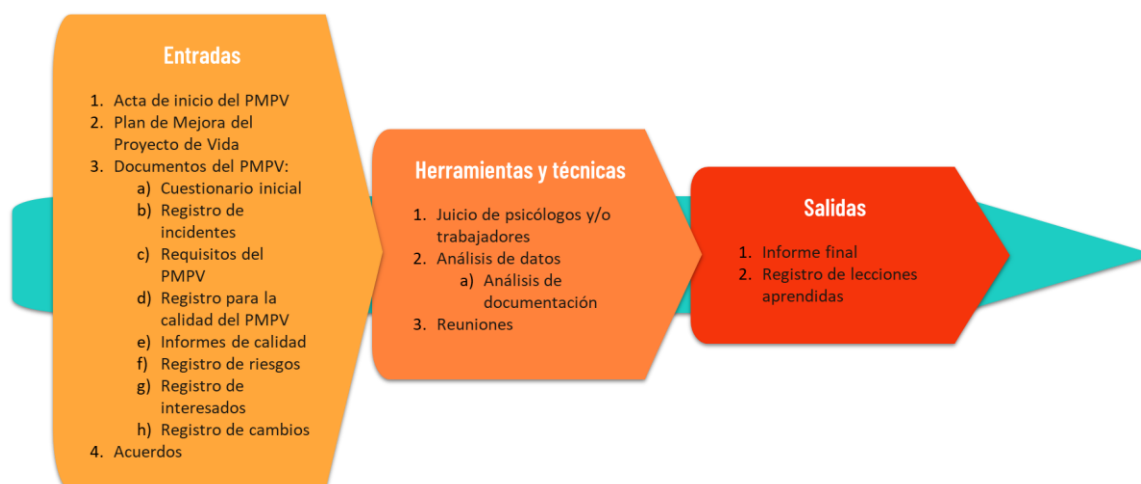 Entradas
1. Acta de inicio del PMPV
2. Plan de Mejora del
Proyecto de Vida
3. Documentos del PMPV:
a) Cuestionario inicial
b) Registro de
incidentes
c) Requisitos del
PMPV
d) Registro para la
calidad del PMPV
e) Informes de calidad
f) Registro de riesgos
g) Registro de
interesados
h) Registro de cambios
4. Acuerdos
Herramientas y técnicas
1. Juicio de psicólogos y/o
trabajadores
2. Análisis de datos
a) Análisis de
documentación
3. Reuniones
Salidas
1. Informe final
2. Registro de lecciones
aprendidas